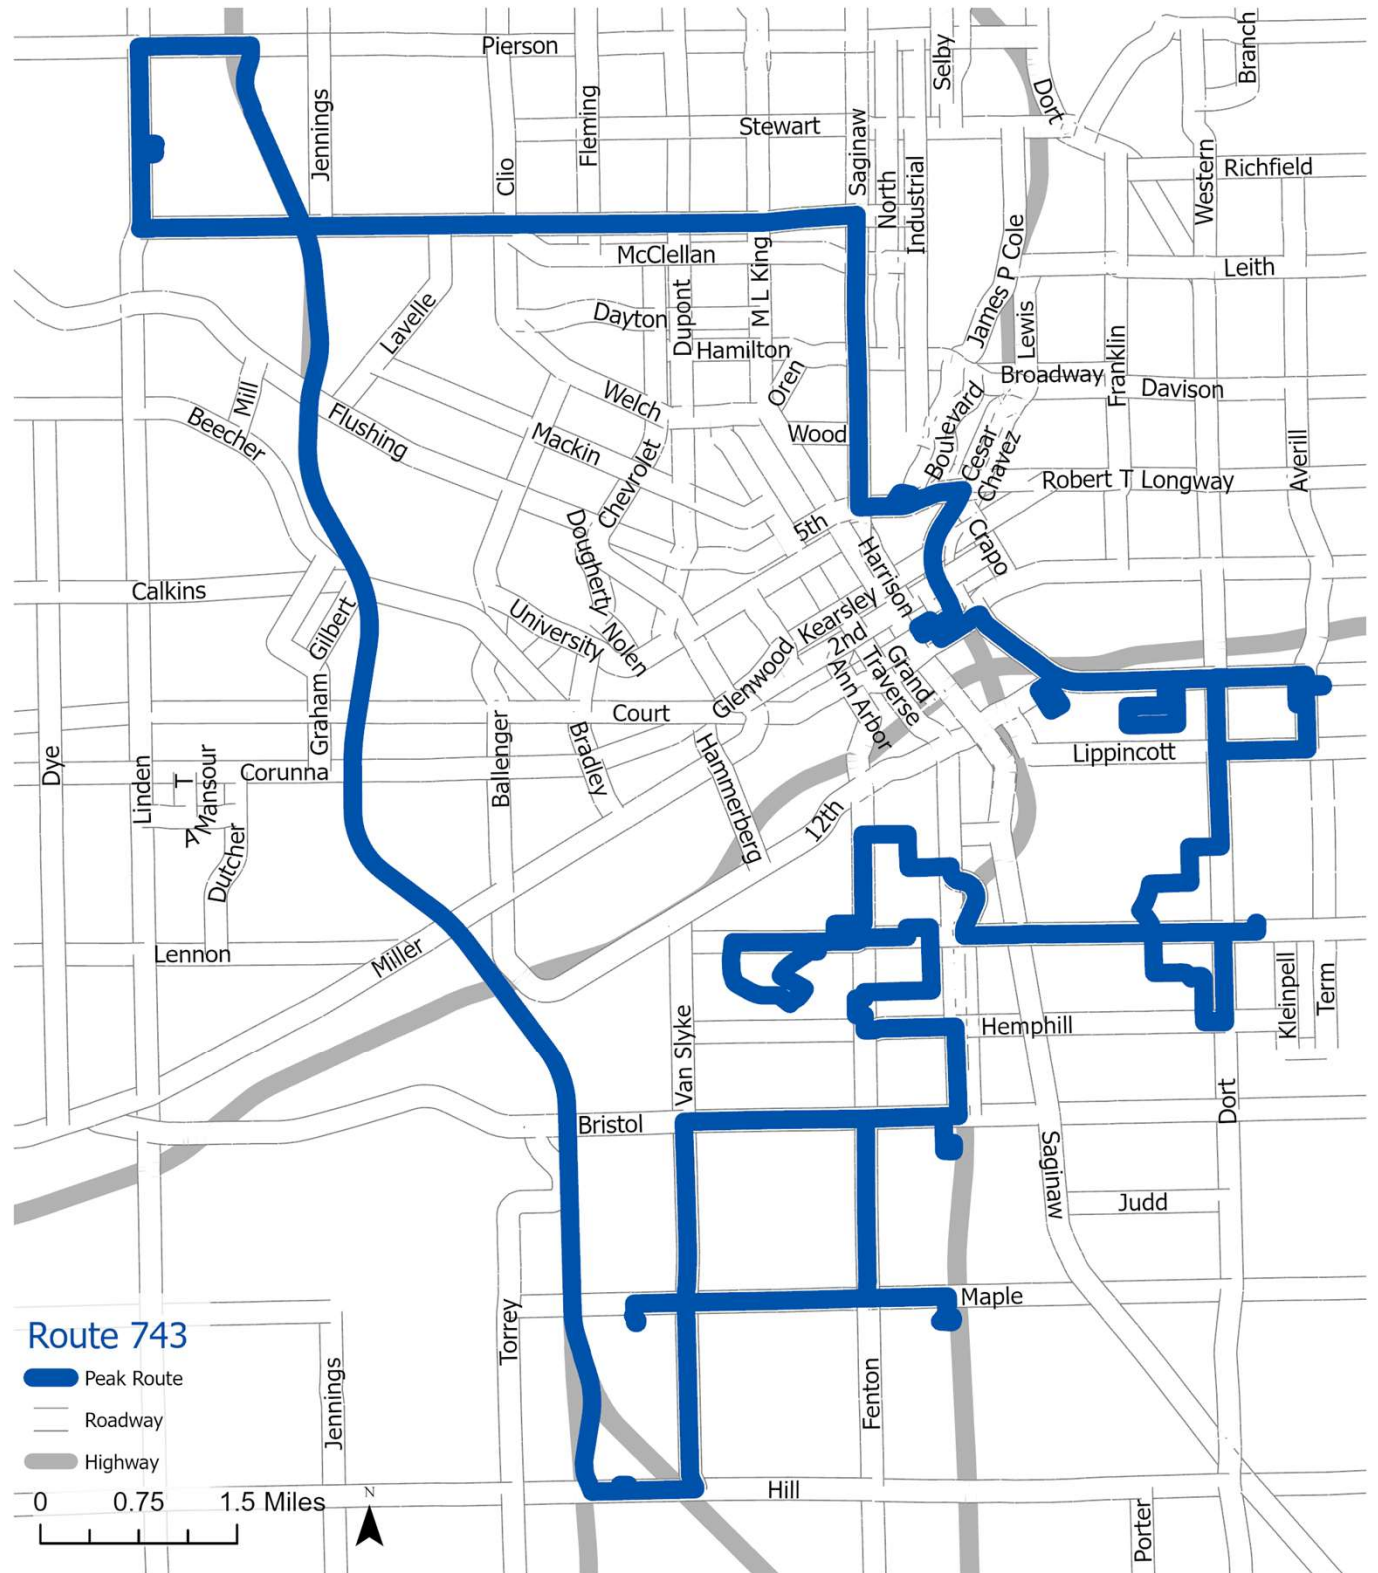 Pierson
Selby
Branch
Dort
Jennings
Fleming
Stewart
Saginaw
Clio
North
Industrial
Western
Richfield
McClellan
M L King
James P Cole
Leith
Lavelle
Dayton
Dupont
Hamilton
Lewis
Franklin
Oren
Broadway
Davison
Mill
Beecher
Flushing
Welch
Mackin
Wood
Boulevard
Cesar
Chavez
Averill
Chevrolet
Robert T Longway
5th
Crapo
Dougherty
Harrison
Calkins
Gilbert
University
Nolen
Kearsley
2nd
Glenwood
Grand
Traverse
Ann Arbor
Graham
Court
Bradley
Hammerberg
Lippincott
Dye
Linden
T
Mansour
A
Corunna
Ballenger
12th
Dutcher
Lennon
Miller
Van Slyke
Hemphill
Kleinpell
Term
Bristol
Dort
Saginaw
Judd
Maple
Torrey
Jennings
Fenton
Hill
Porter
Route 743
Peak Route
Roadway
Highway
0 0.75 1.5 Miles
N